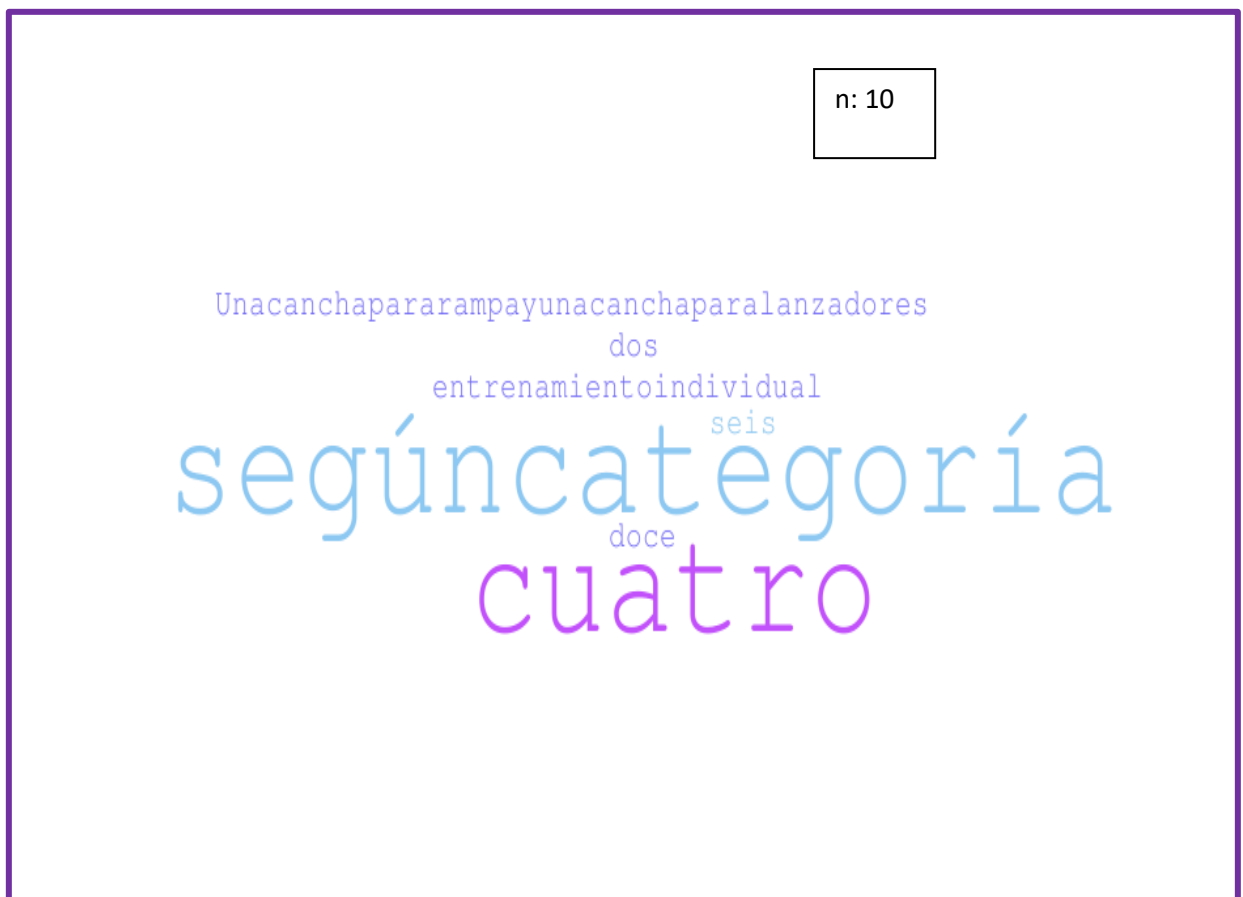 n: 10
Unacanchapararampayunacanchaparalanzadores
dos
entrenamientoindividual
seis
segúncategoría
doce
cuatro